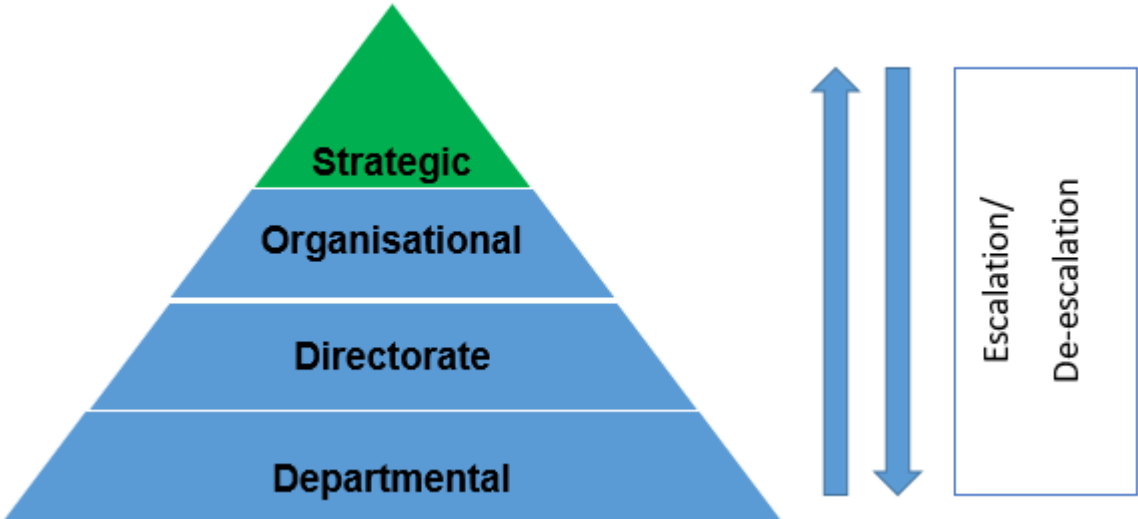 Strategic
Organisational
Directorate
Departmental
Escalation/
De-escalation